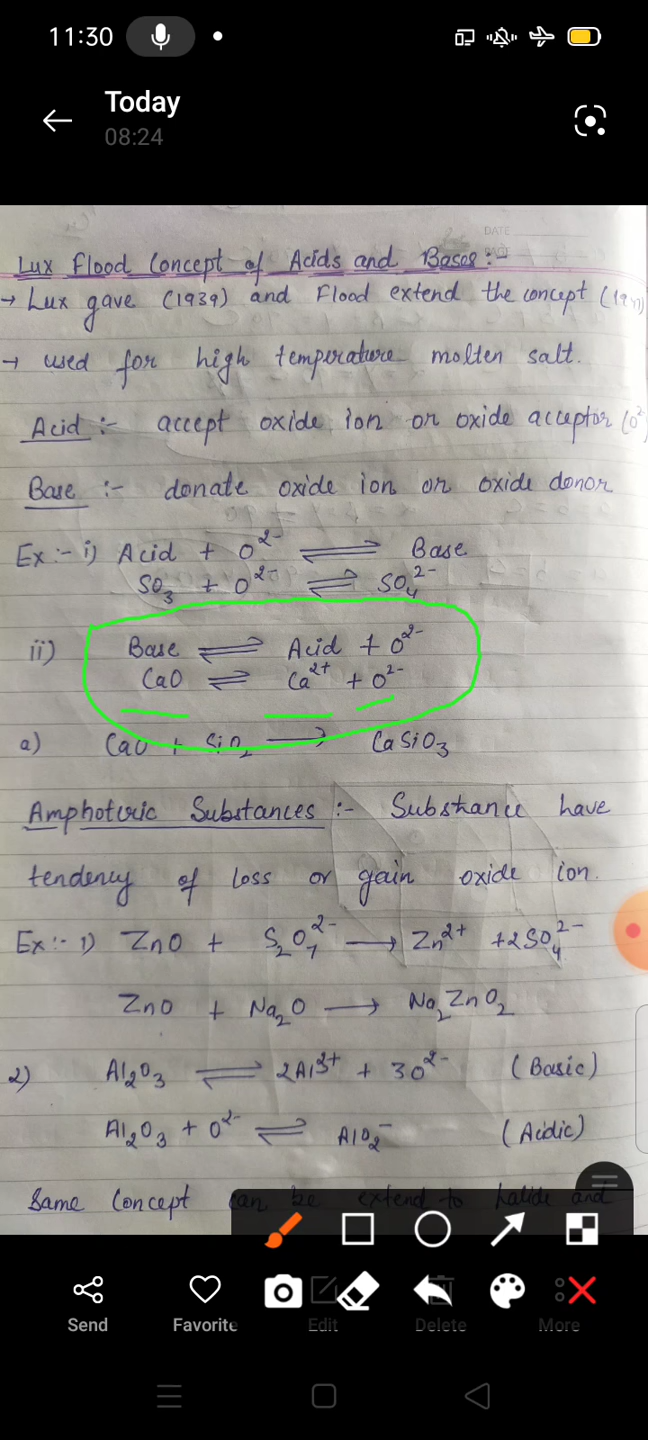 11:30
Today
08:24
DATE
Lux Flood Concept of Acids and Bases :-
→ Lux gave (1939) and Flood extend the concept
→ used for high temperature molten salt.
Acid :- accept oxide ion or oxide acceptor (O²⁻
Base :- donate oxide ion or oxide donor
Ex :- i) Acid + O²⁻ ⇌ Base
SO₃ + O²⁻ ⇌ SO₄²⁻
ii) Base ⇌ Acid + O²⁻
CaO ⇌ Ca²⁺ + O²⁻
a) CaO + SiO₂ ⟶ CaSiO₃
Amphoteric Substances :- Substance have
tendency of loss or gain oxide ion.
Ex :- 1) ZnO + S₂O₇²⁻ ⟶ Zn²⁺ + 2SO₄²⁻
ZnO + Na₂O ⟶ Na₂ZnO₂
2) Al₂O₃ ⇌ 2Al³⁺ + 3O²⁻ (Basic)
Al₂O₃ + O²⁻ ⇌ AlO₂⁻ (Acidic)
Same Concept can be extend to halide and
Send Favorite Edit Delete More